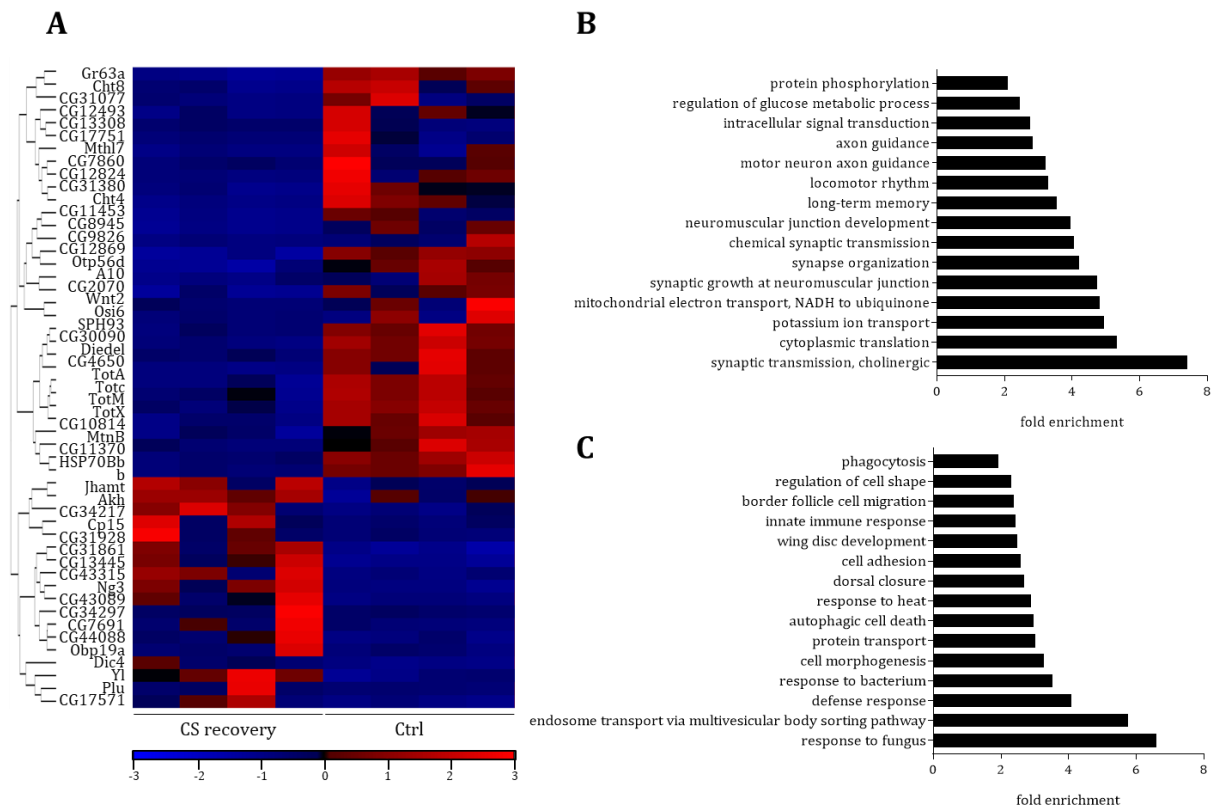 A
Gr63a
Cht8
CG31077
CG12493
CG13308
CG17751
Mthl7
CG7860
CG12824
CG31380
Cht4
CG11453
CG8945
CG9826
CG12869
Otp56d
A10
CG2070
Wnt2
Osi6
SPH93
CG30090
Diedel
CG4650
TotA
Totc
TotM
TotX
CG10814
MtnB
CG11370
HSP70Bb
b
Jhamt
Akh
CG34217
Cp15
CG31928
CG31861
CG13445
CG43315
Ng3
CG43089
CG34297
CG7691
CG44088
Obp19a
Dic4
Yl
Plu
CG17571
CS recovery Ctrl
-3 -2 -1 0 1 2 3
B
protein phosphorylation
regulation of glucose metabolic process
intracellular signal transduction
axon guidance
motor neuron axon guidance
locomotor rhythm
long-term memory
neuromuscular junction development
chemical synaptic transmission
synapse organization
synaptic growth at neuromuscular junction
mitochondrial electron transport, NADH to ubiquinone
potassium ion transport
cytoplasmic translation
synaptic transmission, cholinergic
0 2 4 6 8
fold enrichment
C
phagocytosis
regulation of cell shape
border follicle cell migration
innate immune response
wing disc development
cell adhesion
dorsal closure
response to heat
autophagic cell death
protein transport
cell morphogenesis
response to bacterium
defense response
endosome transport via multivesicular body sorting pathway
response to fungus
0 2 4 6 8
fold enrichment